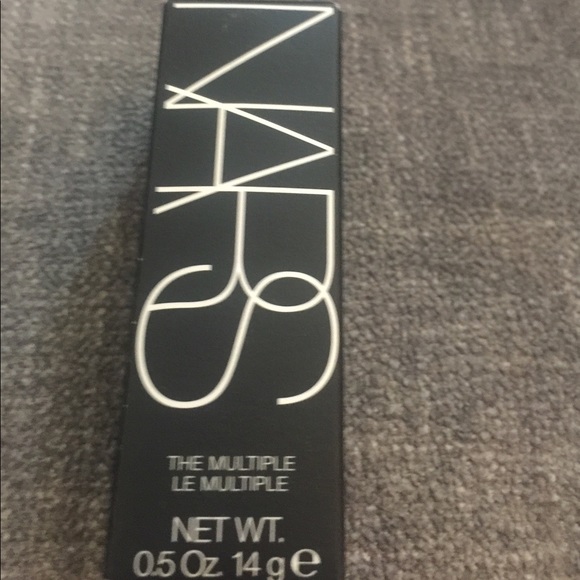 NARS
THE MULTIPLE
LE MULTIPLE
NET WT.
0.5 Oz. 14 g e